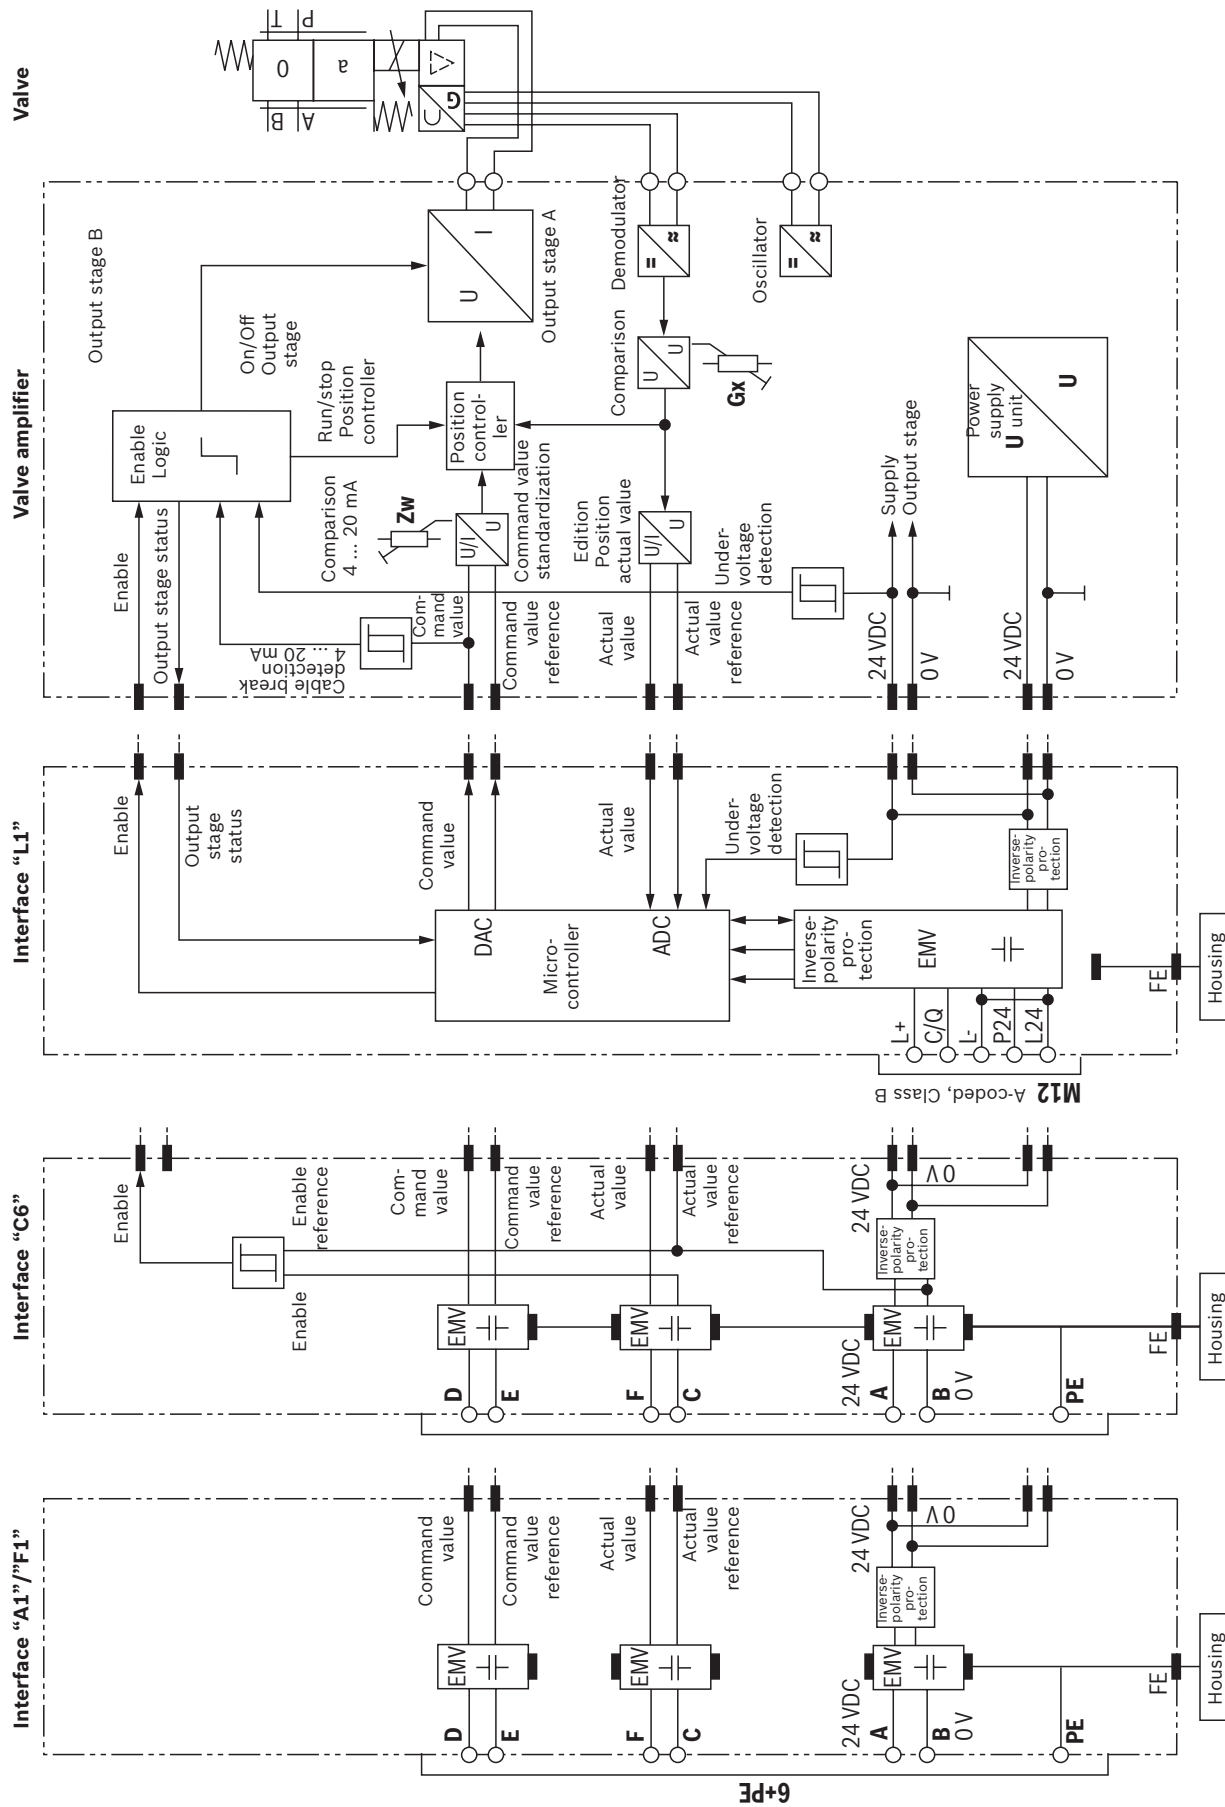 Interface “A1”/”F1”
6+PE
D
E
F
C
24 VDC
A
B
0 V
PE
EMV
EMV
EMV
Command
value
Command
value
reference
Actual
value
Actual
value
reference
Inverse-
polarity
pro-
tection
24 VDC
0 V
FE
Housing
Interface “C6”
D
E
F
C
24 VDC
A
B
0 V
PE
EMV
EMV
EMV
Enable
Enable
Enable
reference
Com-
mand
value
Command
value
reference
Actual
value
Actual
value
reference
Inverse-
polarity
pro-
tection
24 VDC
0 V
FE
Housing
Interface “L1”
M12 A-coded, Class B
L+
C/Q
L-
P24
L24
Enable
Output
stage
status
Command
value
DAC
Micro-
controller
ADC
Actual
value
Under-
voltage
detection
Inverse-
polarity
pro-
tection
EMV
Inverse-
polarity
pro-
tection
FE
Housing
Valve amplifier
Enable
Output stage status
Cable break
detection
4 ... 20 mA
Enable
Logic
Output stage B
On/Off
Output
stage
Run/stop
Position
controller
Comparison
4 ... 20 mA
Zw
Com-
mand
value
Command
value
reference
U/I
U
Command value
standardization
Position
control-
ler
U
I
Output stage A
Actual
value
Actual
value
reference
Edition
Position
actual value
U/I
U
Comparison
U
U
Gx
Demodulator
=
≈
Oscillator
=
≈
Under-
voltage
detection
24 VDC
0 V
Supply
Output stage
24 VDC
0 V
Power
supply
unit
U
U
Valve
T
P
0
a
B
A
U
G